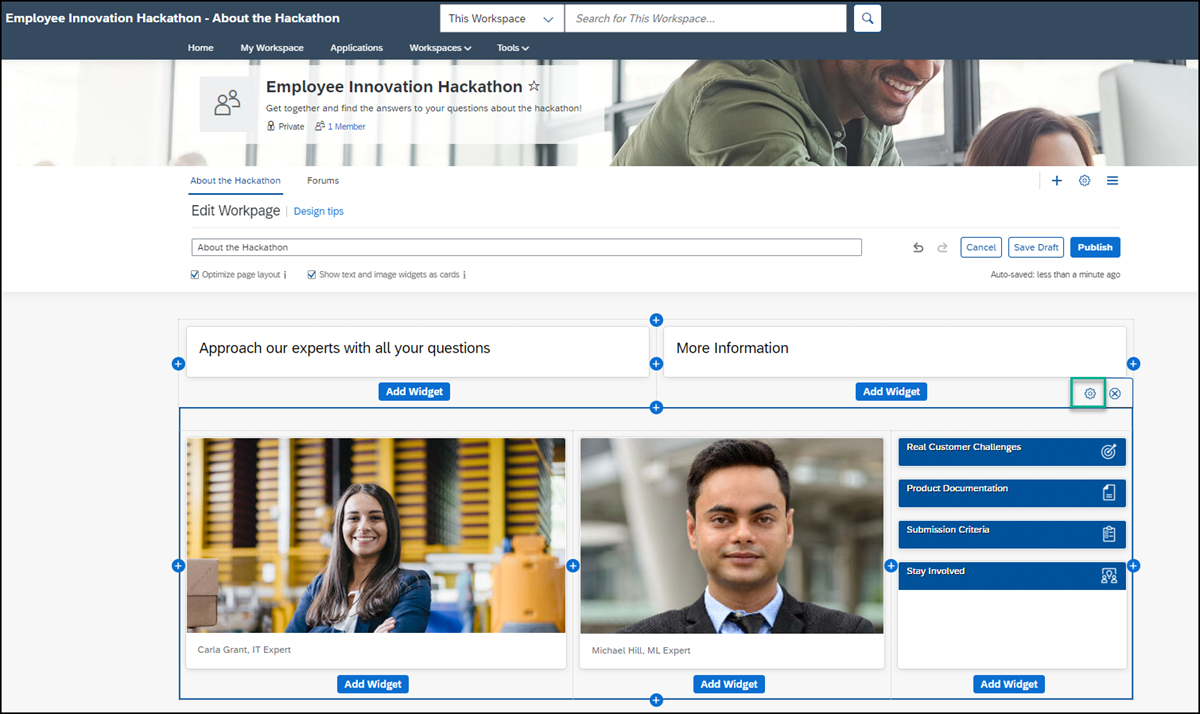 Employee Innovation Hackathon - About the Hackathon
This Workspace
Search for This Workspace...
Home My Workspace Applications Workspaces Tools
Employee Innovation Hackathon
Get together and find the answers to your questions about the hackathon!
Private 1 Member
About the Hackathon Forums
Edit Workpage Design tips
About the Hackathon
Cancel Save Draft Publish
Optimize page layout Show text and image widgets as cards
Auto-saved: less than a minute ago
Approach our experts with all your questions
More Information
Add Widget Add Widget
Real Customer Challenges
Product Documentation
Submission Criteria
Stay Involved
Carla Grant, IT Expert
Michael Hill, ML Expert
Add Widget Add Widget Add Widget